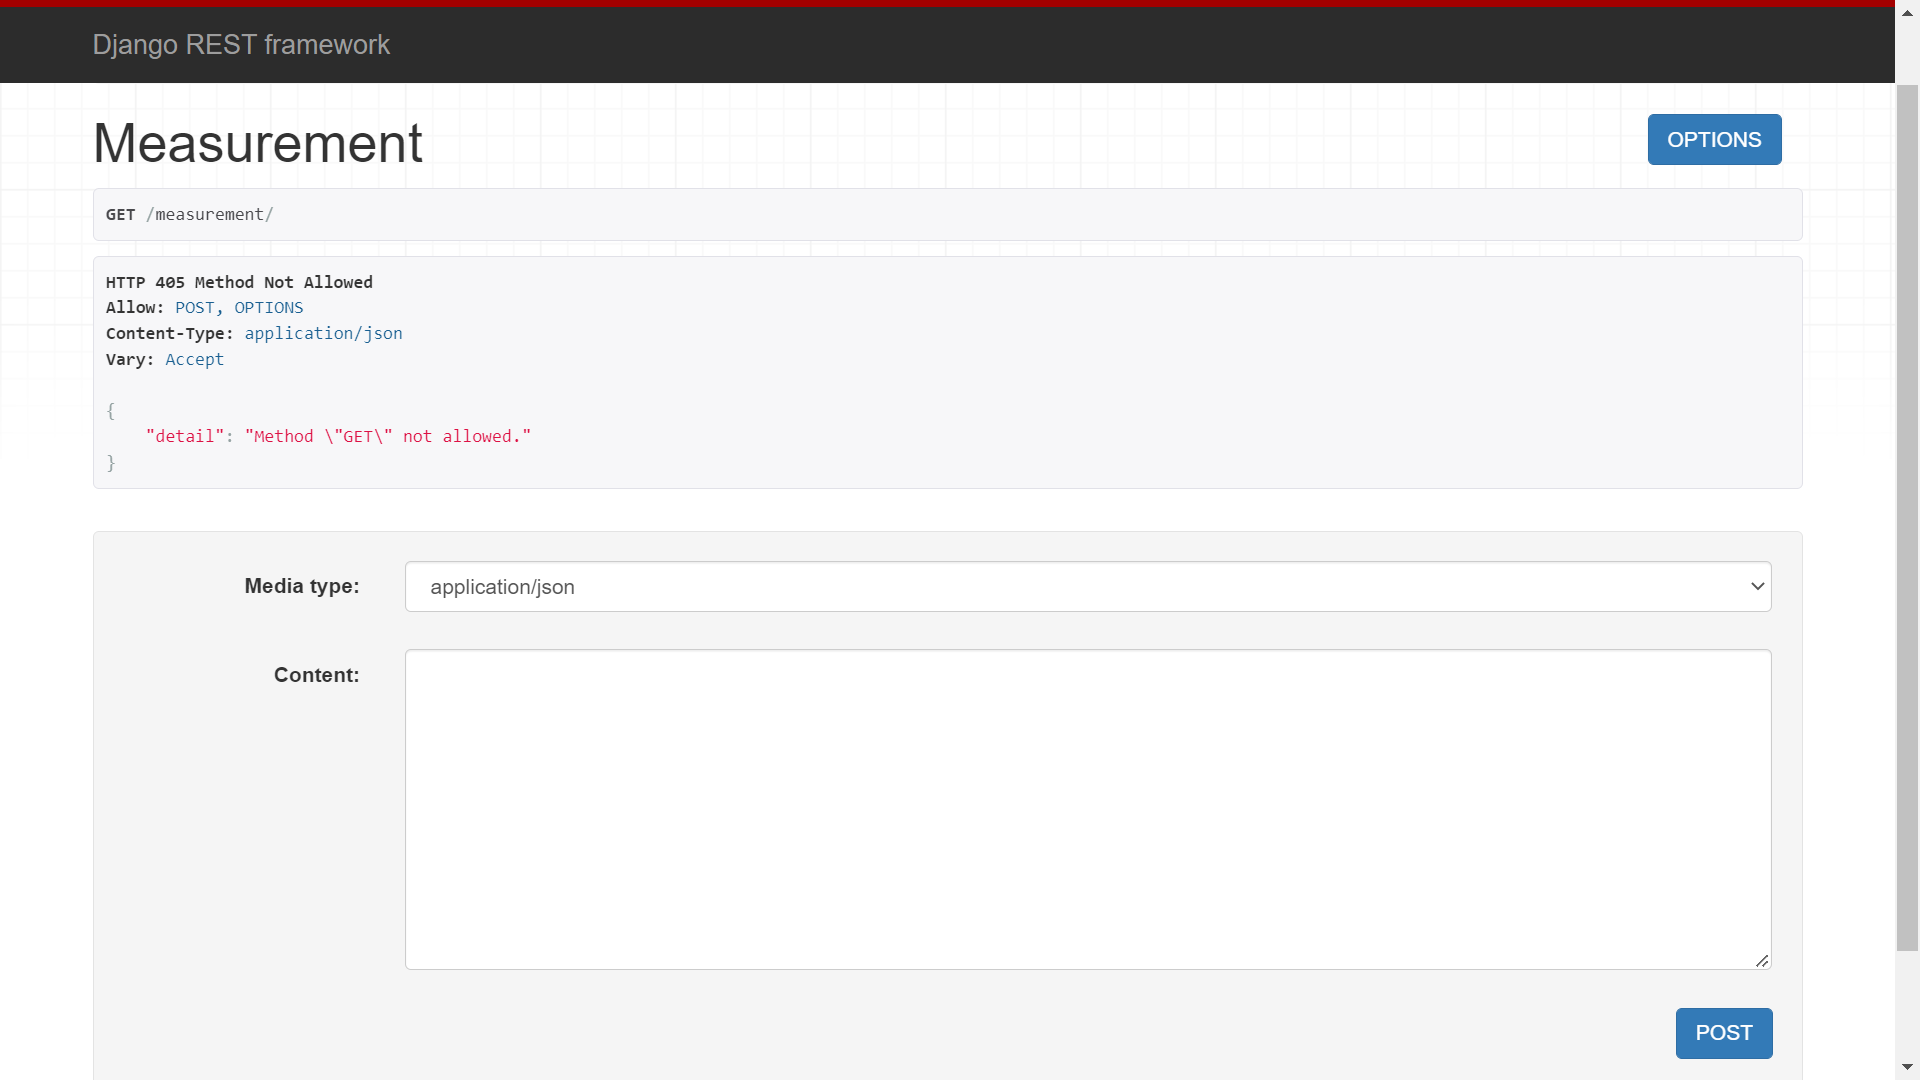 Django REST framework
Measurement
OPTIONS
GET /measurement/
HTTP 405 Method Not Allowed
Allow: POST, OPTIONS
Content-Type: application/json
Vary: Accept
{
    "detail": "Method \"GET\" not allowed."
}
Media type:
application/json
Content:
POST